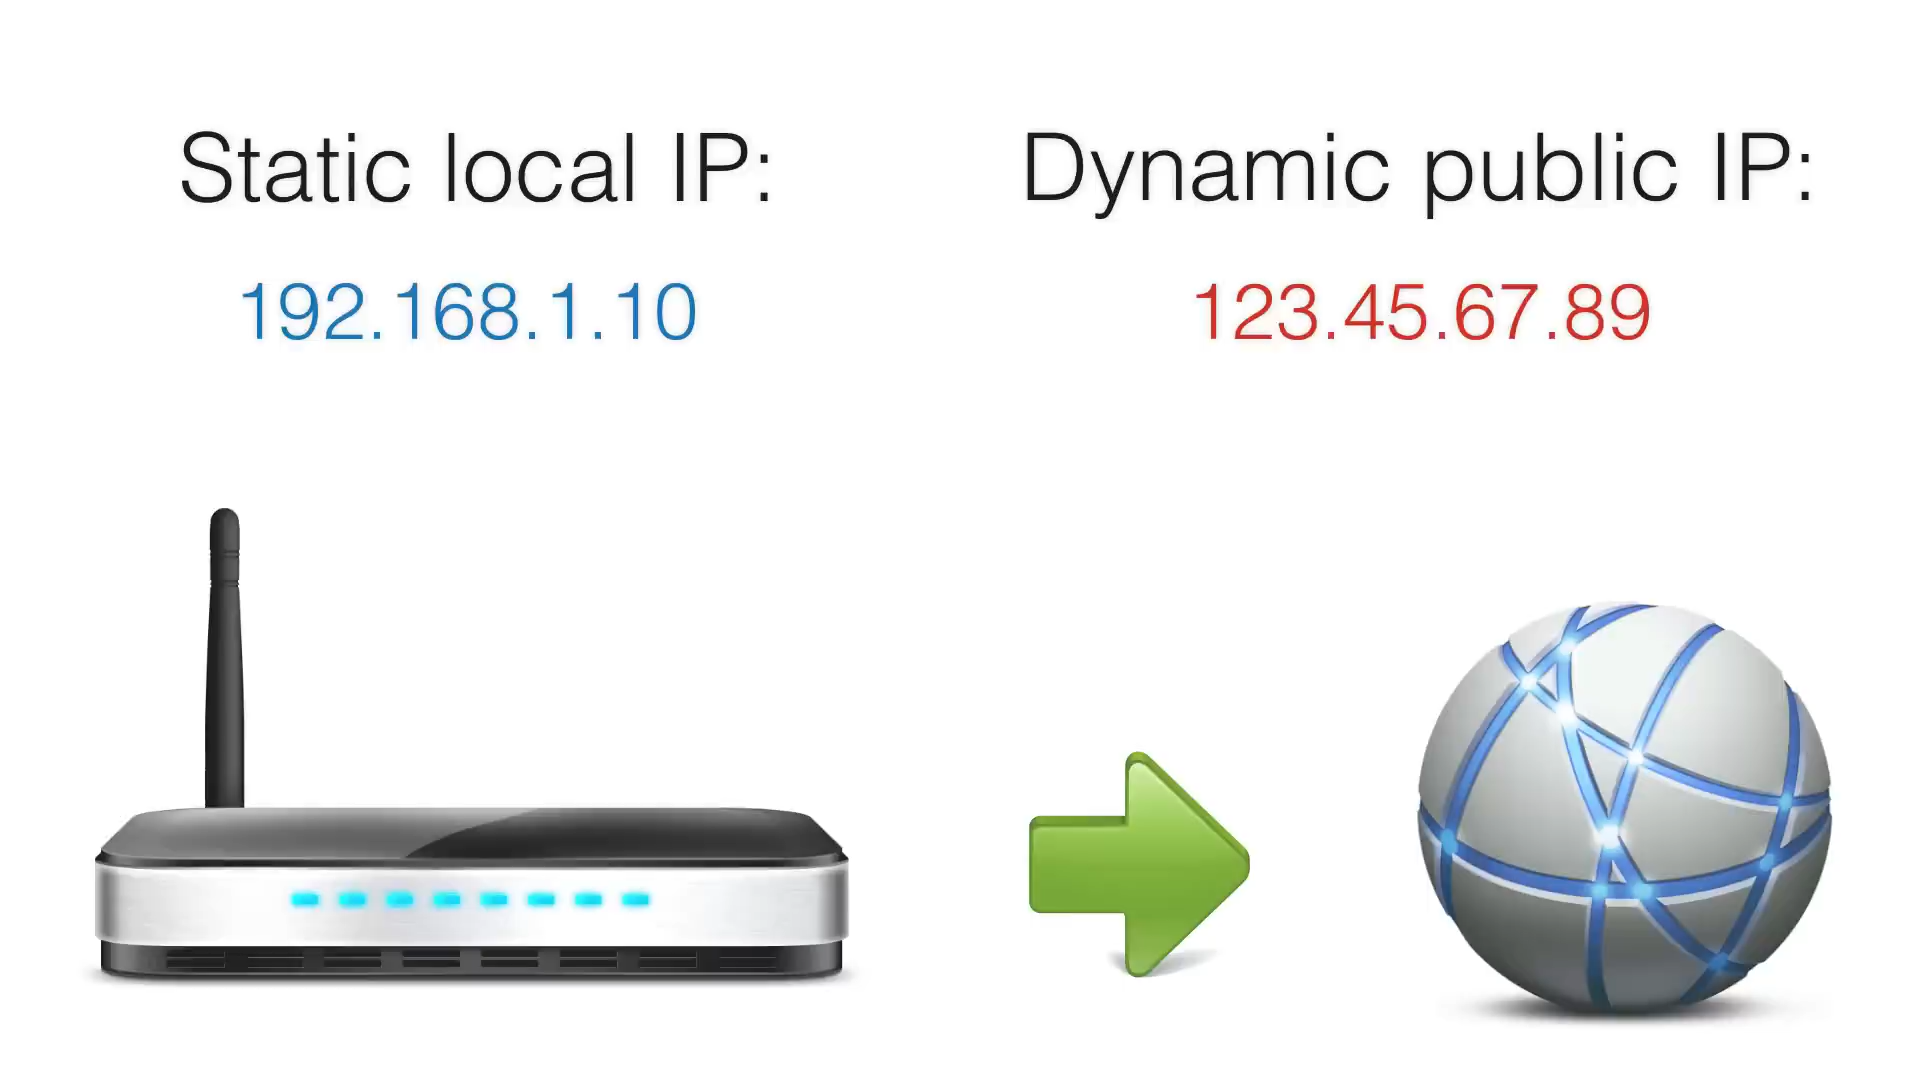 Static local IP:
192.168.1.10
Dynamic public IP:
123.45.67.89